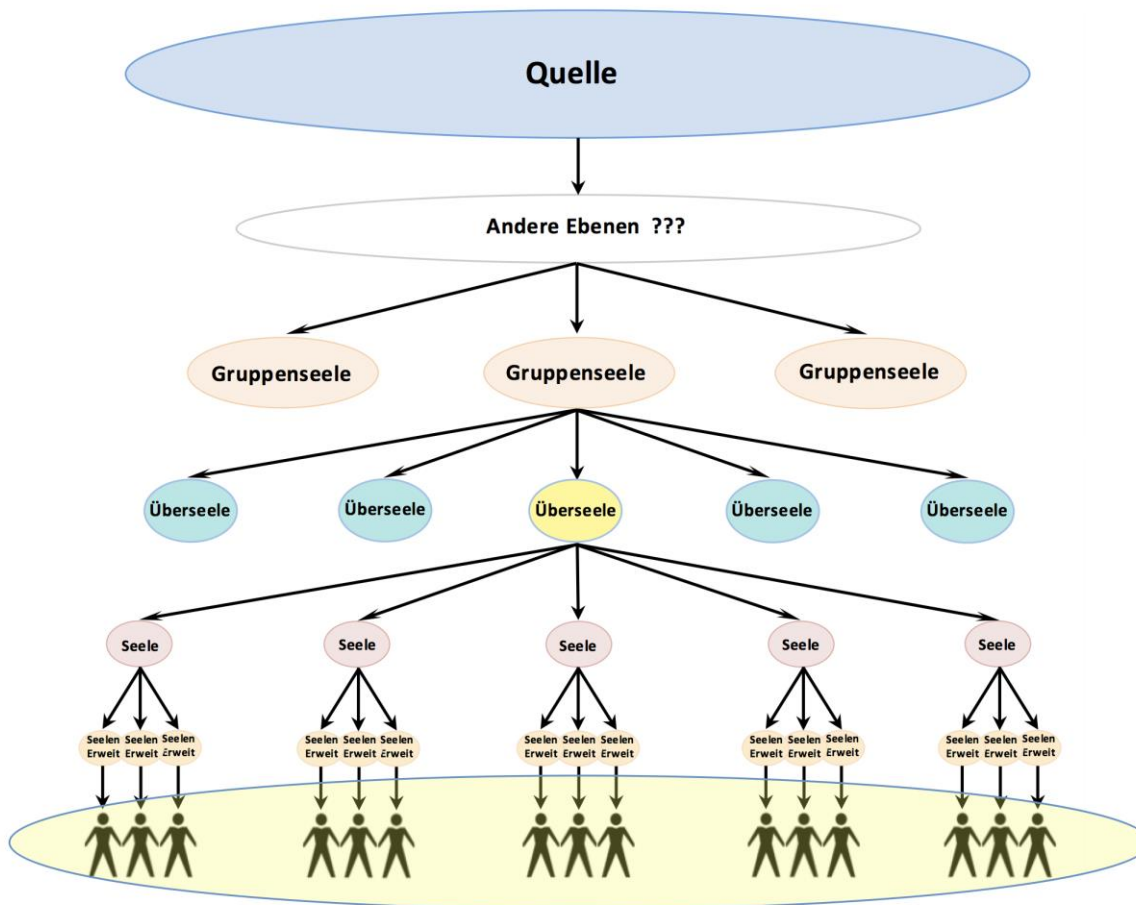 Quelle
Andere Ebenen ???
Gruppenseele Gruppenseele Gruppenseele
Überseele Überseele Überseele Überseele Überseele
Seele Seele Seele Seele Seele
Seelen Seelen Seelen Seelen Seelen Seelen Seelen Seelen Seelen Seelen Seelen Seelen Seelen Seelen Seelen
Erweit Erweit Erweit Erweit Erweit Erweit Erweit Erweit Erweit Erweit Erweit Erweit Erweit Erweit Erweit